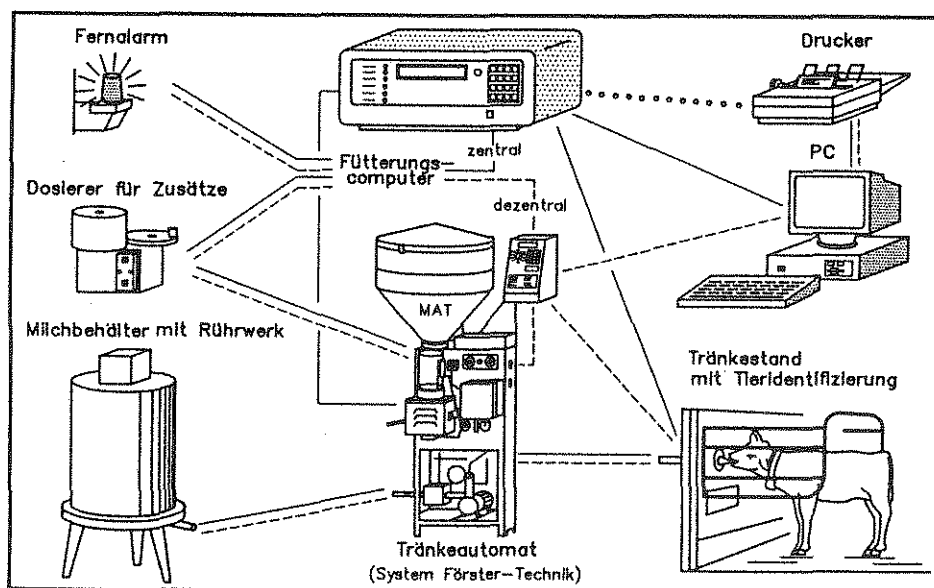 Fernalarm
Drucker
zentral
Fütterungs-
computer
PC
Dosierer für Zusätze
dezentral
MAT
Milchbehälter mit Rührwerk
Tränkestand
mit Tieridentifizierung
Tränkeautomat
(System Förster-Technik)